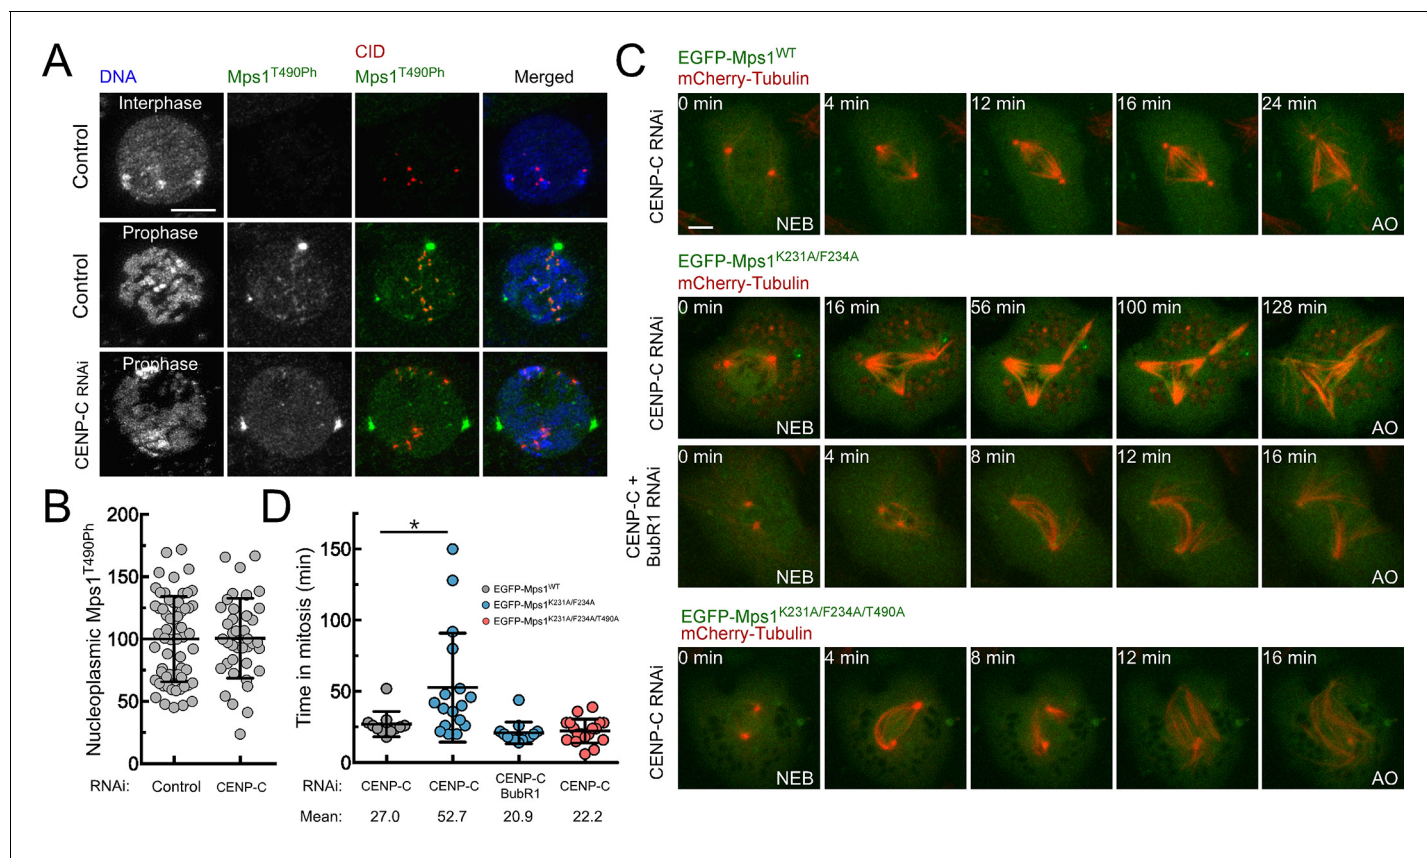 A
CID
DNA
Mps1T490Ph
Mps1T490Ph
Merged
Control
Interphase
Control
Prophase
CENP-C RNAi
Prophase
B
Nucleoplasmic Mps1T490Ph
200
150
100
50
0
RNAi:
Control
CENP-C
C
EGFP-Mps1WT
mCherry-Tubulin
CENP-C RNAi
0 min
4 min
12 min
16 min
24 min
NEB
AO
EGFP-Mps1K231A/F234A
mCherry-Tubulin
CENP-C RNAi
0 min
16 min
56 min
100 min
128 min
NEB
AO
CENP-C +
BubR1 RNAi
0 min
4 min
8 min
12 min
16 min
NEB
AO
EGFP-Mps1K231A/F234A/T490A
mCherry-Tubulin
CENP-C RNAi
0 min
4 min
8 min
12 min
16 min
NEB
AO
D
Time in mitosis (min)
150
100
50
0
*
EGFP-Mps1WT
EGFP-Mps1K231A/F234A
EGFP-Mps1K231A/F234A/T490A
RNAi:
CENP-C
CENP-C
CENP-C
BubR1
CENP-C
Mean:
27.0
52.7
20.9
22.2